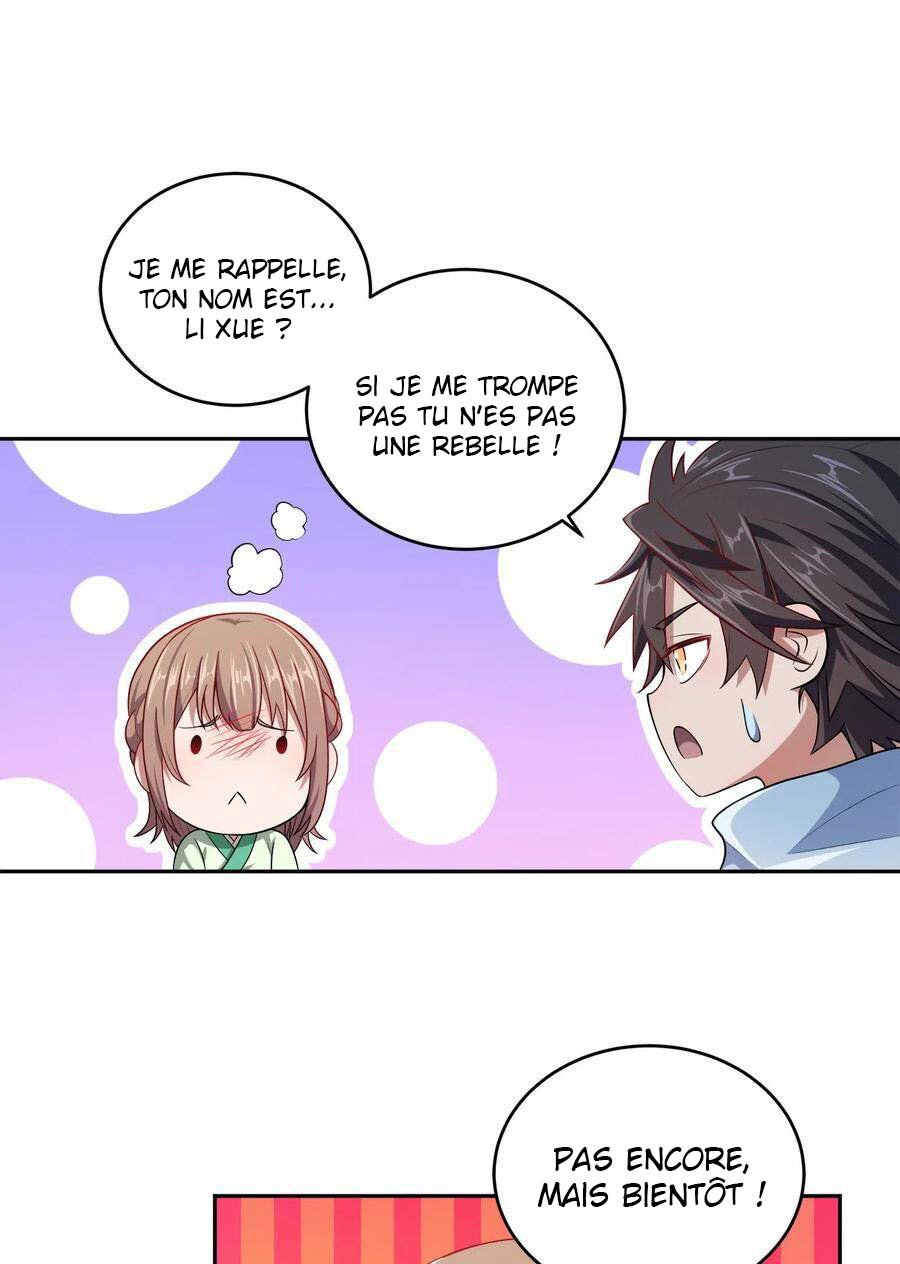 JE ME RAPPELLE,
TON NOM EST...
LI XUE ?
SI JE ME TROMPE
PAS TU N'ES PAS
UNE REBELLE !
PAS ENCORE,
MAIS BIENTÔT !